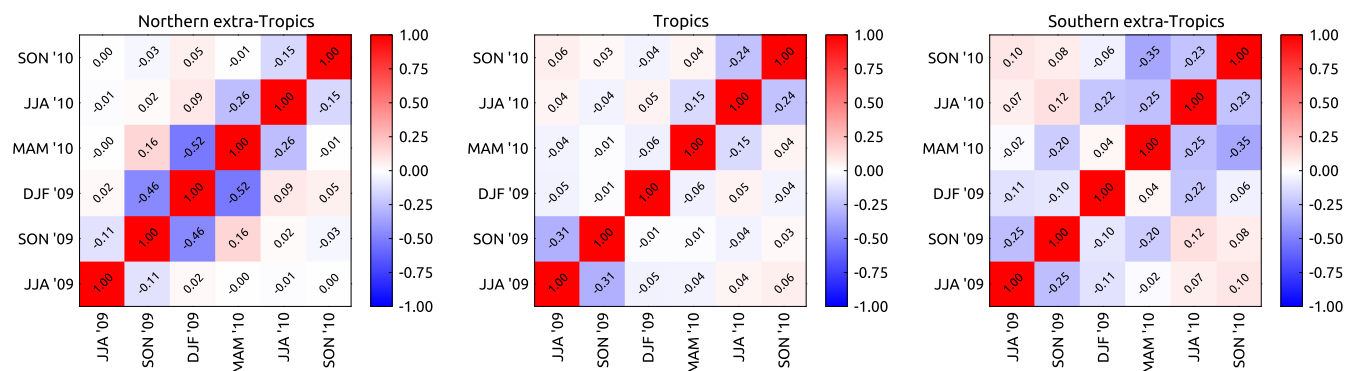 Northern extra-Tropics
SON '10 0.00 -0.03 0.05 -0.01 -0.15 1.00
JJA '10 -0.01 0.02 0.09 -0.26 1.00 -0.15
MAM '10 -0.00 0.16 -0.52 1.00 -0.26 -0.01
DJF '09 0.02 -0.46 1.00 -0.52 0.09 0.05
SON '09 -0.11 1.00 -0.46 0.16 0.02 -0.03
JJA '09 1.00 -0.11 0.02 -0.00 -0.01 0.00
JJA '09 SON '09 DJF '09 MAM '10 JJA '10 SON '10
1.00
0.75
0.50
0.25
0.00
-0.25
-0.50
-0.75
-1.00
Tropics
SON '10 0.06 0.03 -0.04 0.04 -0.24 1.00
JJA '10 0.04 -0.04 0.05 -0.15 1.00 -0.24
MAM '10 -0.04 -0.01 -0.06 1.00 -0.15 0.04
DJF '09 -0.05 -0.01 1.00 -0.06 0.05 -0.04
SON '09 -0.31 1.00 -0.01 -0.01 -0.04 0.03
JJA '09 1.00 -0.31 -0.05 -0.04 0.04 0.06
JJA '09 SON '09 DJF '09 MAM '10 JJA '10 SON '10
1.00
0.75
0.50
0.25
0.00
-0.25
-0.50
-0.75
-1.00
Southern extra-Tropics
SON '10 0.10 0.08 -0.06 -0.35 -0.23 1.00
JJA '10 0.07 0.12 -0.22 -0.25 1.00 -0.23
MAM '10 -0.02 -0.20 0.04 1.00 -0.25 -0.35
DJF '09 -0.11 -0.10 1.00 0.04 -0.22 -0.06
SON '09 -0.25 1.00 -0.10 -0.20 0.12 0.08
JJA '09 1.00 -0.25 -0.11 -0.02 0.07 0.10
JJA '09 SON '09 DJF '09 MAM '10 JJA '10 SON '10
1.00
0.75
0.50
0.25
0.00
-0.25
-0.50
-0.75
-1.00